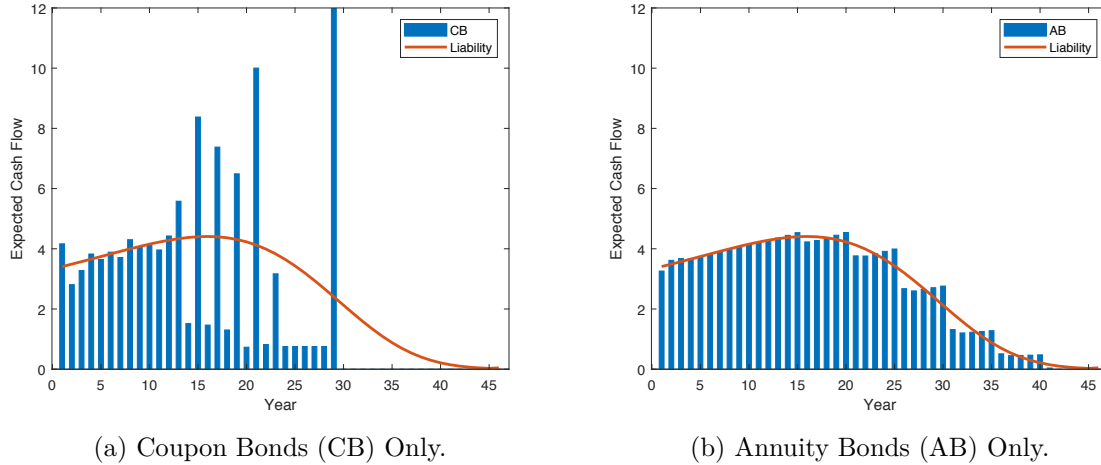 12
10
8
6
4
2
0
Expected Cash Flow
CB
Liability
0 5 10 15 20 25 30 35 40 45
Year
(a) Coupon Bonds (CB) Only.
12
10
8
6
4
2
0
Expected Cash Flow
AB
Liability
0 5 10 15 20 25 30 35 40 45
Year
(b) Annuity Bonds (AB) Only.